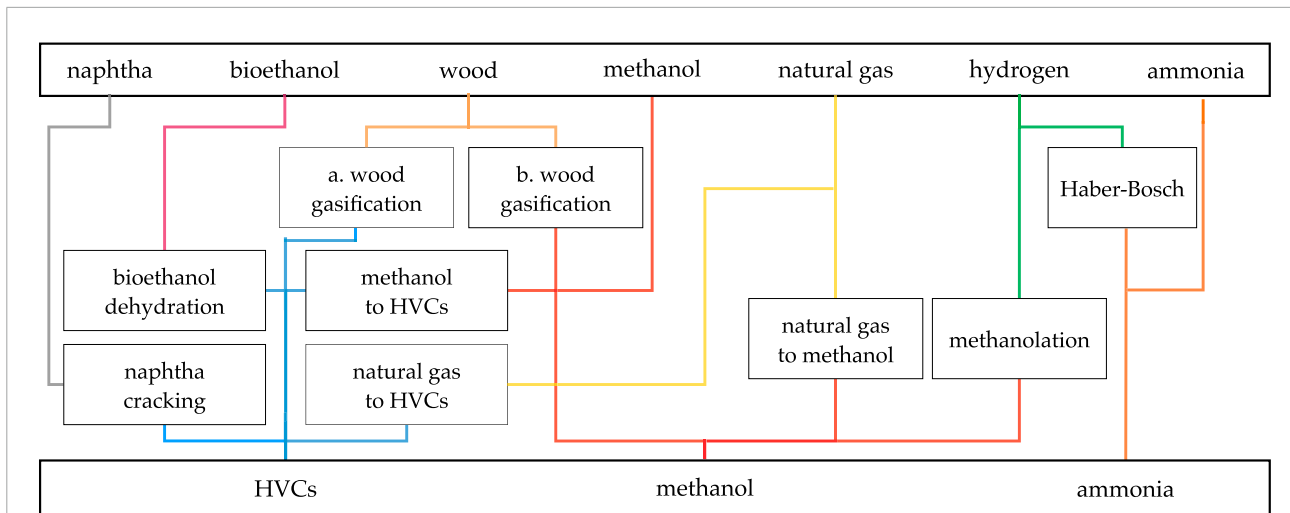 naphtha bioethanol wood methanol natural gas hydrogen ammonia
a. wood
gasification
b. wood
gasification
Haber-Bosch
bioethanol
dehydration
methanol
to HVCs
natural gas
to methanol
methanolation
naphtha
cracking
natural gas
to HVCs
HVCs methanol ammonia